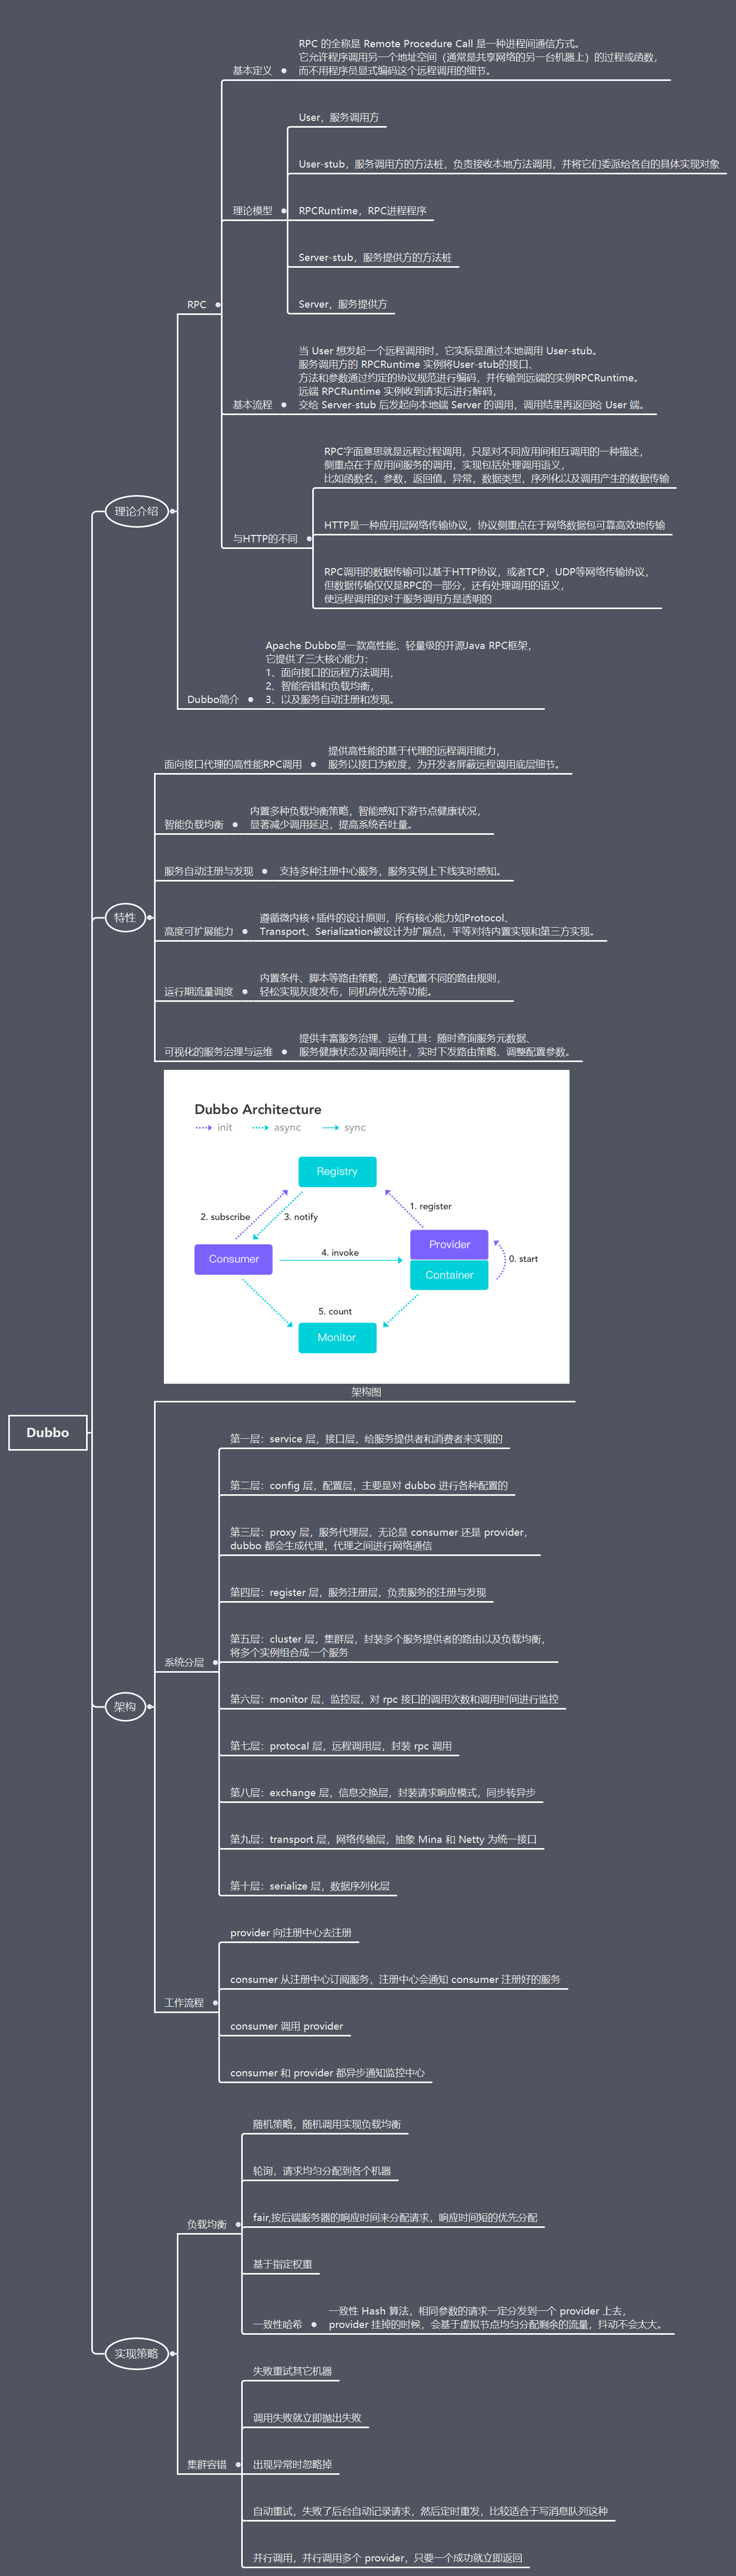 Dubbo
理论介绍
RPC
基本定义
RPC 的全称是 Remote Procedure Call 是一种进程间通信方式。
它允许程序调用另一个地址空间（通常是共享网络的另一台机器上）的过程或函数，
而不用程序员显式编码这个远程调用的细节。
理论模型
User，服务调用方
User-stub，服务调用方的方法桩，负责接收本地方法调用，并将它们委派给各自的具体实现对象
RPCRuntime，RPC进程程序
Server-stub，服务提供方的方法桩
Server，服务提供方
基本流程
当 User 想发起一个远程调用时，它实际是通过本地调用 User-stub。
服务调用方的 RPCRuntime 实例将User-stub的接口、
方法和参数通过约定的协议规范进行编码，并传输到远端的实例RPCRuntime。
远端 RPCRuntime 实例收到请求后进行解码，
交给 Server-stub 后发起向本地端 Server 的调用，调用结果再返回给 User 端。
与HTTP的不同
RPC字面意思就是远程过程调用，只是对不同应用间相互调用的一种描述，
侧重点在于应用间服务的调用，实现包括处理调用语义，
比如函数名，参数，返回值，异常，数据类型，序列化以及调用产生的数据传输
HTTP是一种应用层网络传输协议，协议侧重点在于网络数据包可靠高效地传输
RPC调用的数据传输可以基于HTTP协议，或者TCP，UDP等网络传输协议，
但数据传输仅仅是RPC的一部分，还有处理调用的语义，
使远程调用的对于服务调用方是透明的
Dubbo简介
Apache Dubbo是一款高性能、轻量级的开源Java RPC框架，
它提供了三大核心能力：
1、面向接口的远程方法调用，
2、智能容错和负载均衡，
3、以及服务自动注册和发现。
特性
面向接口代理的高性能RPC调用
提供高性能的基于代理的远程调用能力，
服务以接口为粒度，为开发者屏蔽远程调用底层细节。
智能负载均衡
内置多种负载均衡策略，智能感知下游节点健康状况，
显著减少调用延迟，提高系统吞吐量。
服务自动注册与发现
支持多种注册中心服务，服务实例上下线实时感知。
高度可扩展能力
遵循微内核+插件的设计原则，所有核心能力如Protocol、
Transport、Serialization被设计为扩展点，平等对待内置实现和第三方实现。
运行期流量调度
内置条件、脚本等路由策略，通过配置不同的路由规则，
轻松实现灰度发布，同机房优先等功能。
可视化的服务治理与运维
提供丰富服务治理、运维工具：随时查询服务元数据、
服务健康状态及调用统计，实时下发路由策略、调整配置参数。
架构
Dubbo Architecture
init
async
sync
Registry
1. register
2. subscribe
3. notify
Provider
Consumer
4. invoke
0. start
Container
5. count
Monitor
架构图
系统分层
第一层：service 层，接口层，给服务提供者和消费者来实现的
第二层：config 层，配置层，主要是对 dubbo 进行各种配置的
第三层：proxy 层，服务代理层，无论是 consumer 还是 provider，
dubbo 都会生成代理，代理之间进行网络通信
第四层：register 层，服务注册层，负责服务的注册与发现
第五层：cluster 层，集群层，封装多个服务提供者的路由以及负载均衡，
将多个实例组合成一个服务
第六层：monitor 层，监控层，对 rpc 接口的调用次数和调用时间进行监控
第七层：protocal 层，远程调用层，封装 rpc 调用
第八层：exchange 层，信息交换层，封装请求响应模式，同步转异步
第九层：transport 层，网络传输层，抽象 Mina 和 Netty 为统一接口
第十层：serialize 层，数据序列化层
工作流程
provider 向注册中心去注册
consumer 从注册中心订阅服务，注册中心会通知 consumer 注册好的服务
consumer 调用 provider
consumer 和 provider 都异步通知监控中心
实现策略
负载均衡
随机策略，随机调用实现负载均衡
轮询，请求均匀分配到各个机器
fair,按后端服务器的响应时间来分配请求，响应时间短的优先分配
基于指定权重
一致性哈希
一致性 Hash 算法，相同参数的请求一定分发到一个 provider 上去，
provider 挂掉的时候，会基于虚拟节点均匀分配剩余的流量，抖动不会太大。
集群容错
失败重试其它机器
调用失败就立即抛出失败
出现异常时忽略掉
自动重试，失败了后台自动记录请求，然后定时重发，比较适合于写消息队列这种
并行调用，并行调用多个 provider，只要一个成功就立即返回